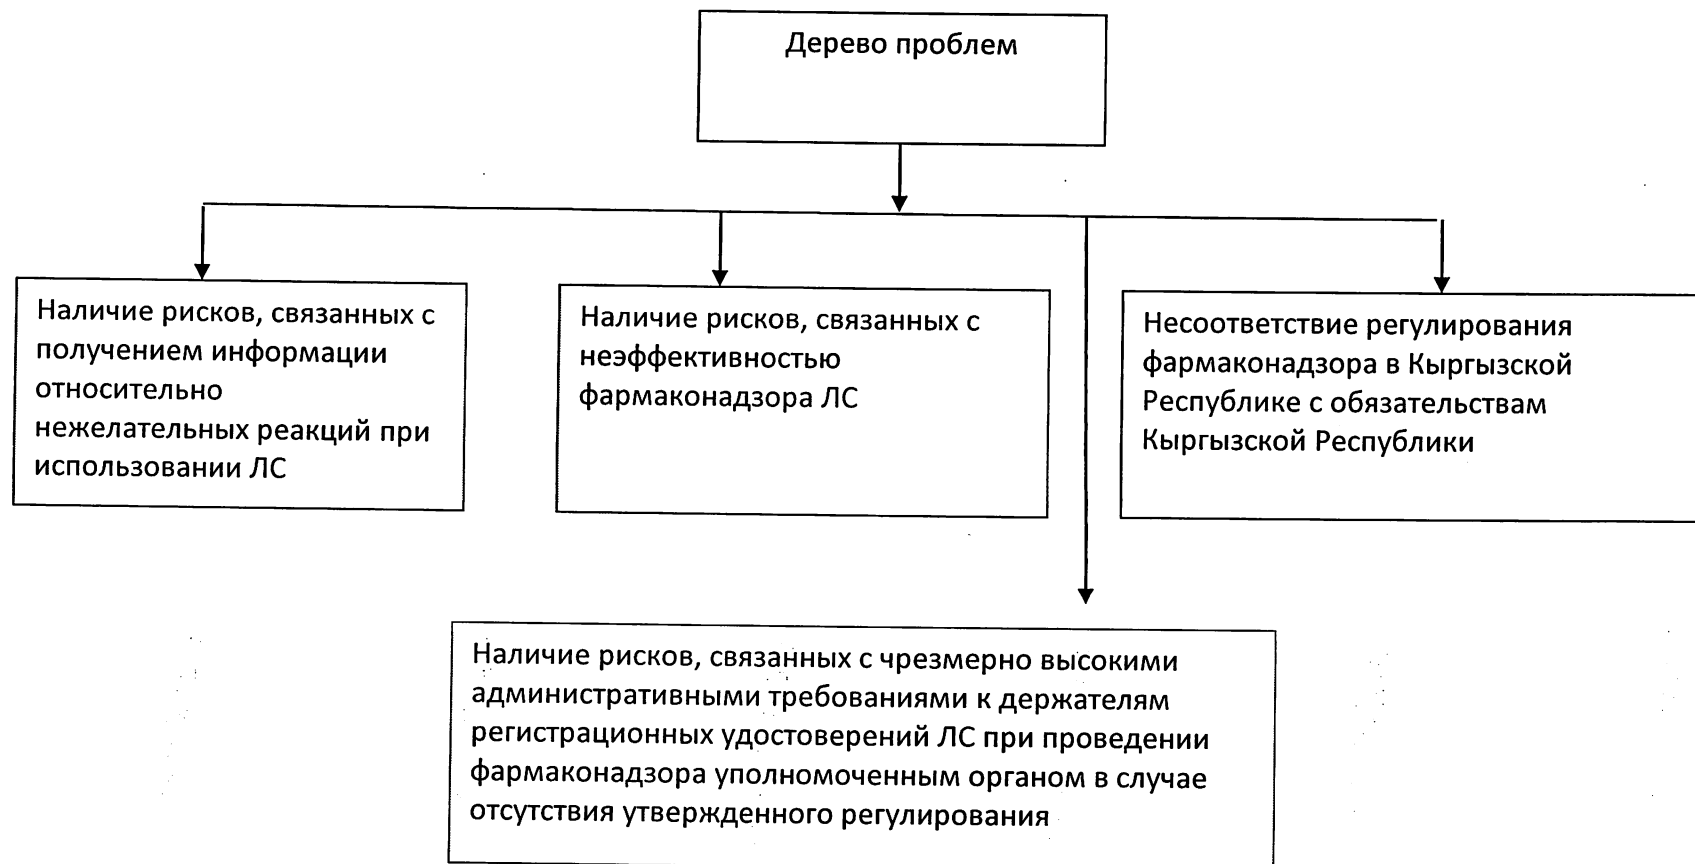 Дерево проблем
Наличие рисков, связанных с
получением информации
относительно
нежелательных реакций при
использовании ЛС
Наличие рисков, связанных с
неэффективностью
фармаконадзора ЛС
Несоответствие регулирования
фармаконадзора в Кыргызской
Республике с обязательствам
Кыргызской Республики
Наличие рисков, связанных с чрезмерно высокими
административными требованиями к держателям
регистрационных удостоверений ЛС при проведении
фармаконадзора уполномоченным органом в случае
отсутствия утвержденного регулирования